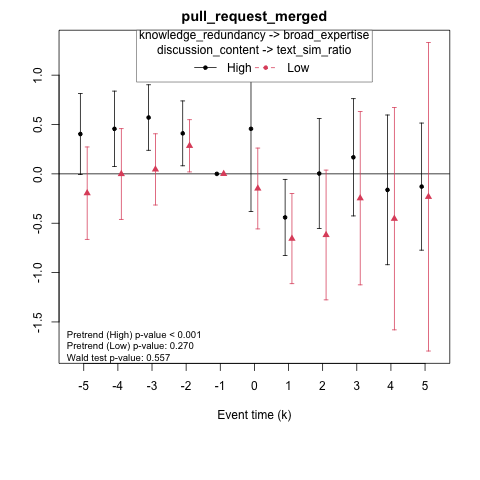 pull_request_merged
knowledge_redundancy -> broad_expertise
discussion_content -> text_sim_ratio
High Low
1.0
0.5
0.0
-0.5
-1.0
-1.5
Pretrend (High) p-value < 0.001
Pretrend (Low) p-value: 0.270
Wald test p-value: 0.557
-5 -4 -3 -2 -1 0 1 2 3 4 5
Event time (k)